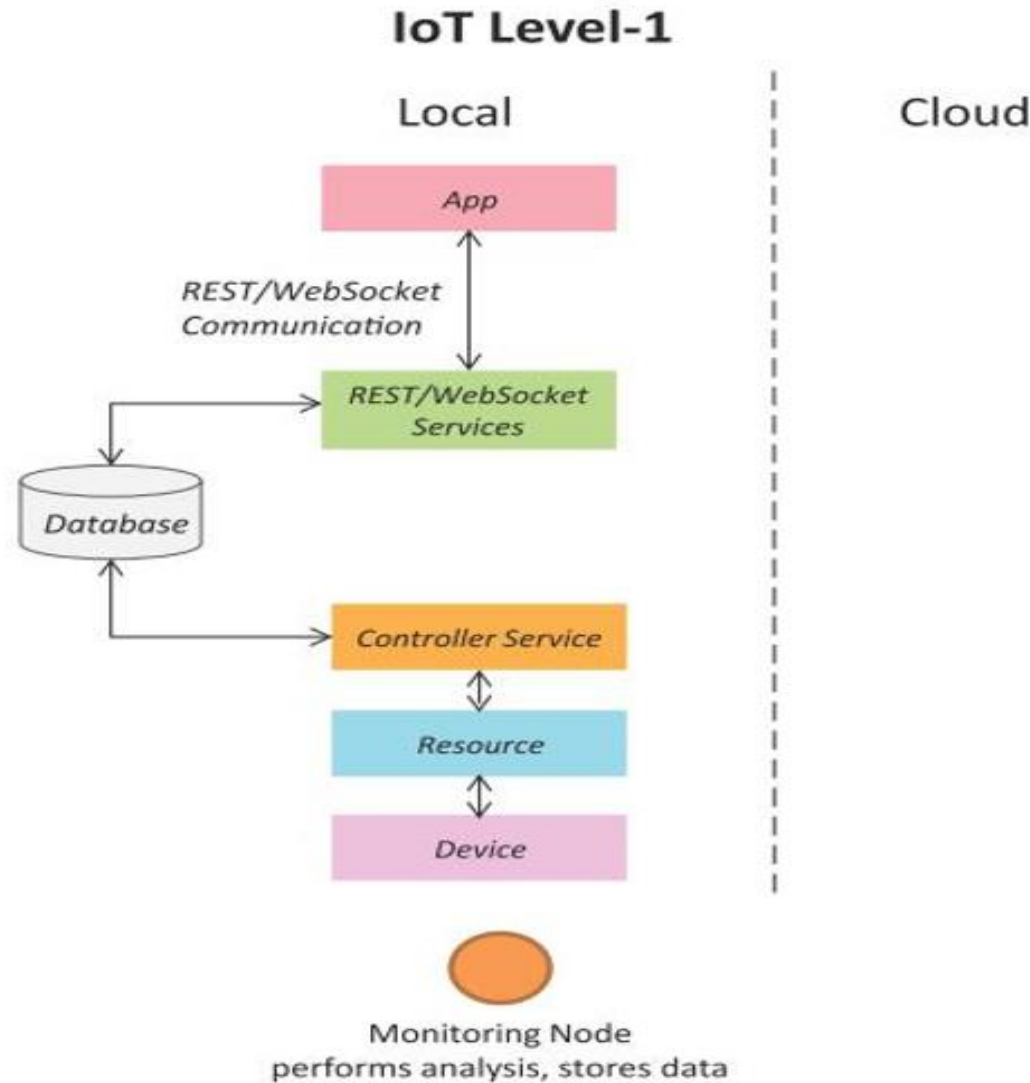 IoT Level-1
Local
Cloud
App
REST/WebSocket
Communication
REST/WebSocket
Services
Database
Controller Service
Resource
Device
Monitoring Node
performs analysis, stores data